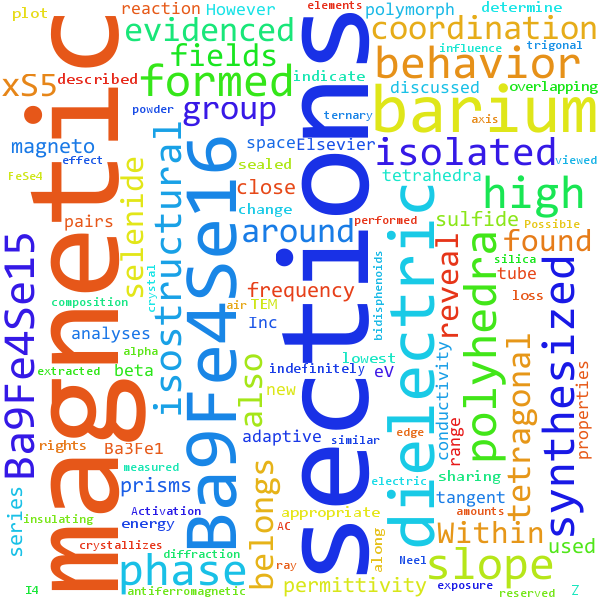 plot
reaction
elements
polymorph
determine
However
evidenced
coordination
influence
trigonal
xS5
described
fields
indicate
behavior
overlapping
formed
discussed
powder
group
ternary
barium
axis
magneto
space
Elsevier
isolated
viewed
effect
sealed
tetrahedra
FeSe4
close
high
pairs
change
performed
Possible
selenide
isostructural
around
sulfide
found
magnetic
Ba9Fe4Se16
sections
dielectric
reveal
polyhedra
silica
tube
Ba9Fe4Se15
frequency
bidisphenoids
loss
synthesized
composition
crystal
air
TEM
Inc
analyses
also
alpha
lowest
conductivity
tetragonal
properties
extracted
beta
indefinitely
eV
new
rights
Ba3Fe1
adaptive
similar
edge
range
measured
belongs
sharing
series
prisms
tangent
electric
Activation
appropriate
Within
amounts
used
insulating
energy
AC
along
crystallizes
diffraction
Neel
slope
phase
ray
I4
antiferromagnetic
permittivity
exposure
reserved
Z